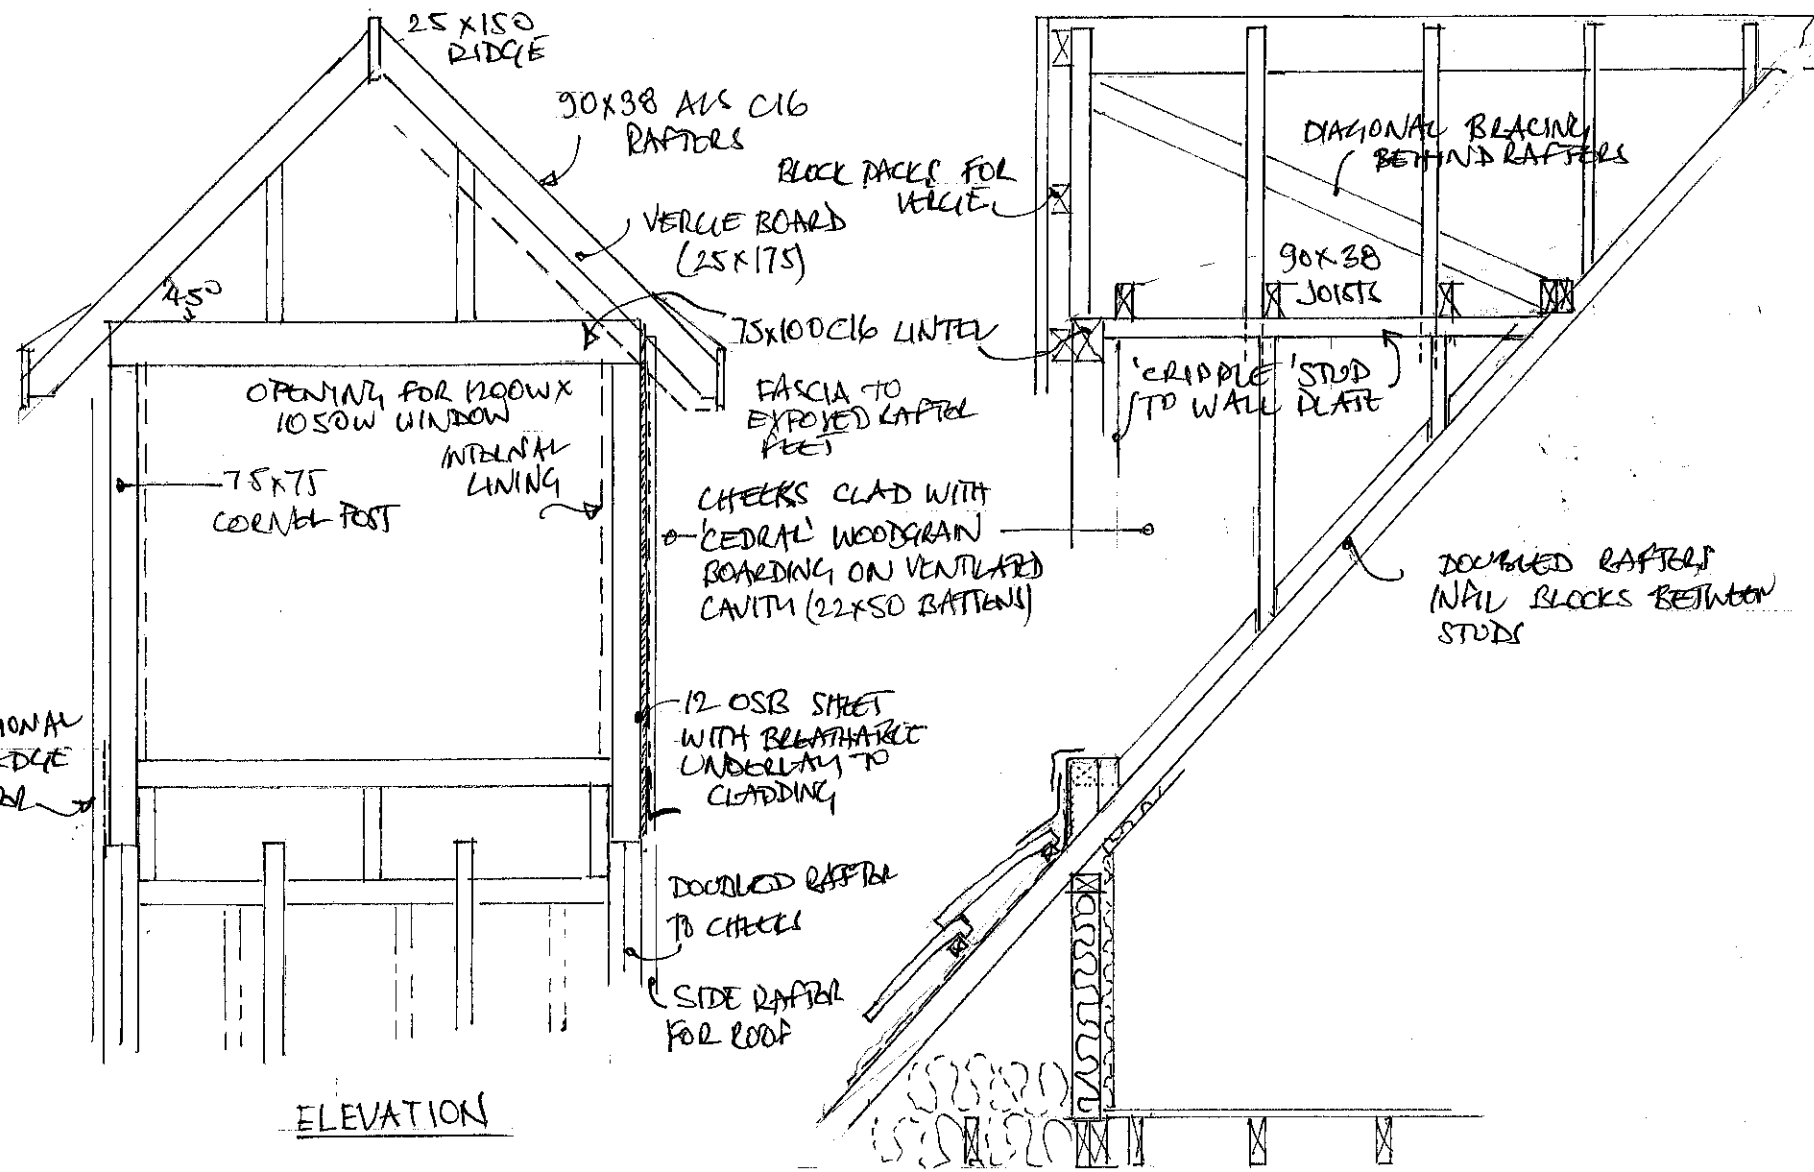 25 X 150
RIDGE
90X38 ALS C16
RAFTERS
VERGE BOARD
(25X175)
45°
75X100 C16 LINTEL
OPENING FOR 1200W X
1050W WINDOW
INTERNAL
LINING
75X75
CORNER POST
FASCIA TO
EXPOSED RAFTER
FEET
CHEEKS CLAD WITH
'CEDRAL' WOODGRAIN
BOARDING ON VENTILATED
CAVITY (22X50 BATTENS)
12 OSB SHEET
WITH BREATHABLE
UNDERLAY TO
CLADDING
IONAL
EDGE
DOUBLED RAFTER
TO CHEEKS
SIDE RAFTER
FOR ROOF
ELEVATION
BLOCK PACKS FOR
VERGE
DIAGONAL BRACING
BEHIND RAFTERS
90X38
JOISTS
'CRIPPLE' STUD
TO WALL PLATE
DOUBLED RAFTERS
INFIL BLOCKS BETWEEN
STUDS